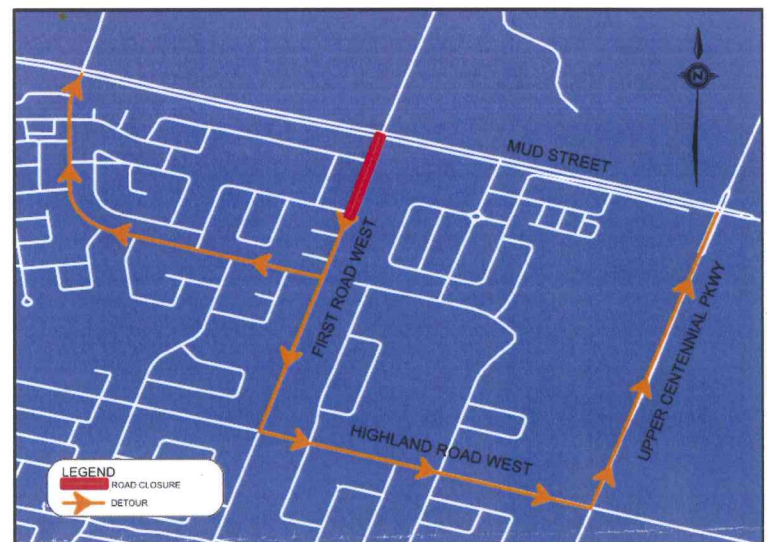 N
MUD STREET
FIRST ROAD WEST
UPPER CENTENNIAL PKWY
HIGHLAND ROAD WEST
LEGEND
ROAD CLOSURE
DETOUR